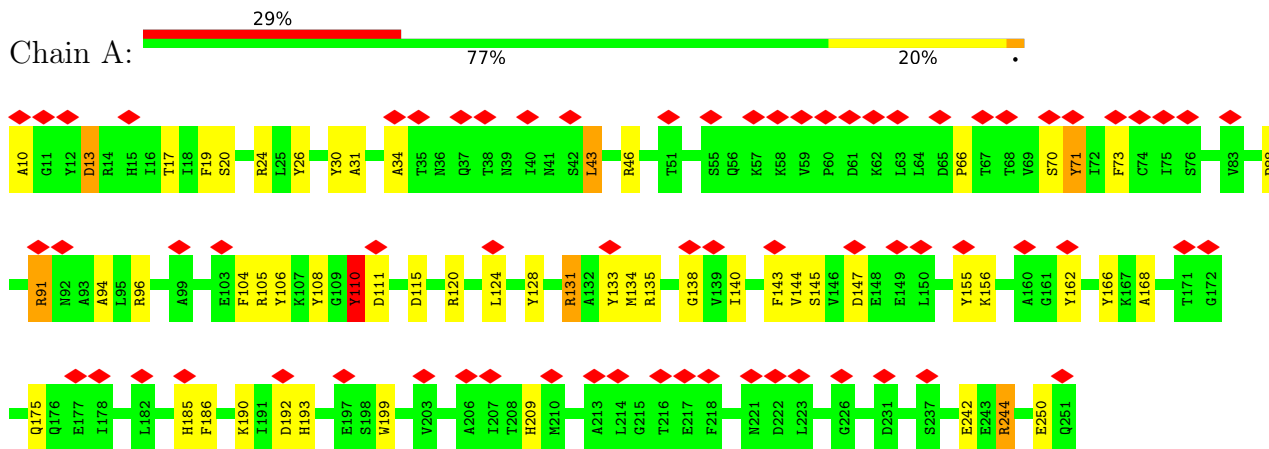 29%
Chain A:
77% 20% •
A10 G11 Y12 D13 R14 H15 I16 T17 I18 F19 S20 R24 L25 Y26 Y30 A31 A34 T35 N36 Q37 T38 N39 I40 N41 S42 L43 R46 T51 S55 Q56 K57 K58 V59 P60 D61 K62 L63 L64 D65 P66 T67 T68 V69 S70 Y71 I72 F73 C74 I75 S76 V83
R91 N92 A93 A94 L95 R96 A99 E103 F104 R105 Y106 K107 Y108 G109 Y110 D111 D115 R120 L124 Y128 R131 A132 Y133 M134 R135 G138 V139 I140 F143 V144 S145 V146 D147 E148 E149 L150 Y155 K156 A160 G161 Y162 Y166 K167 A168 T171 G172
Q175 Q176 E177 I178 L182 H185 F186 K190 I191 D192 H193 E197 S198 W199 V203 A206 I207 T208 H209 M210 A213 L214 G215 T216 E217 F218 N221 D222 L223 G226 D231 S237 E242 E243 R244 E250 Q251